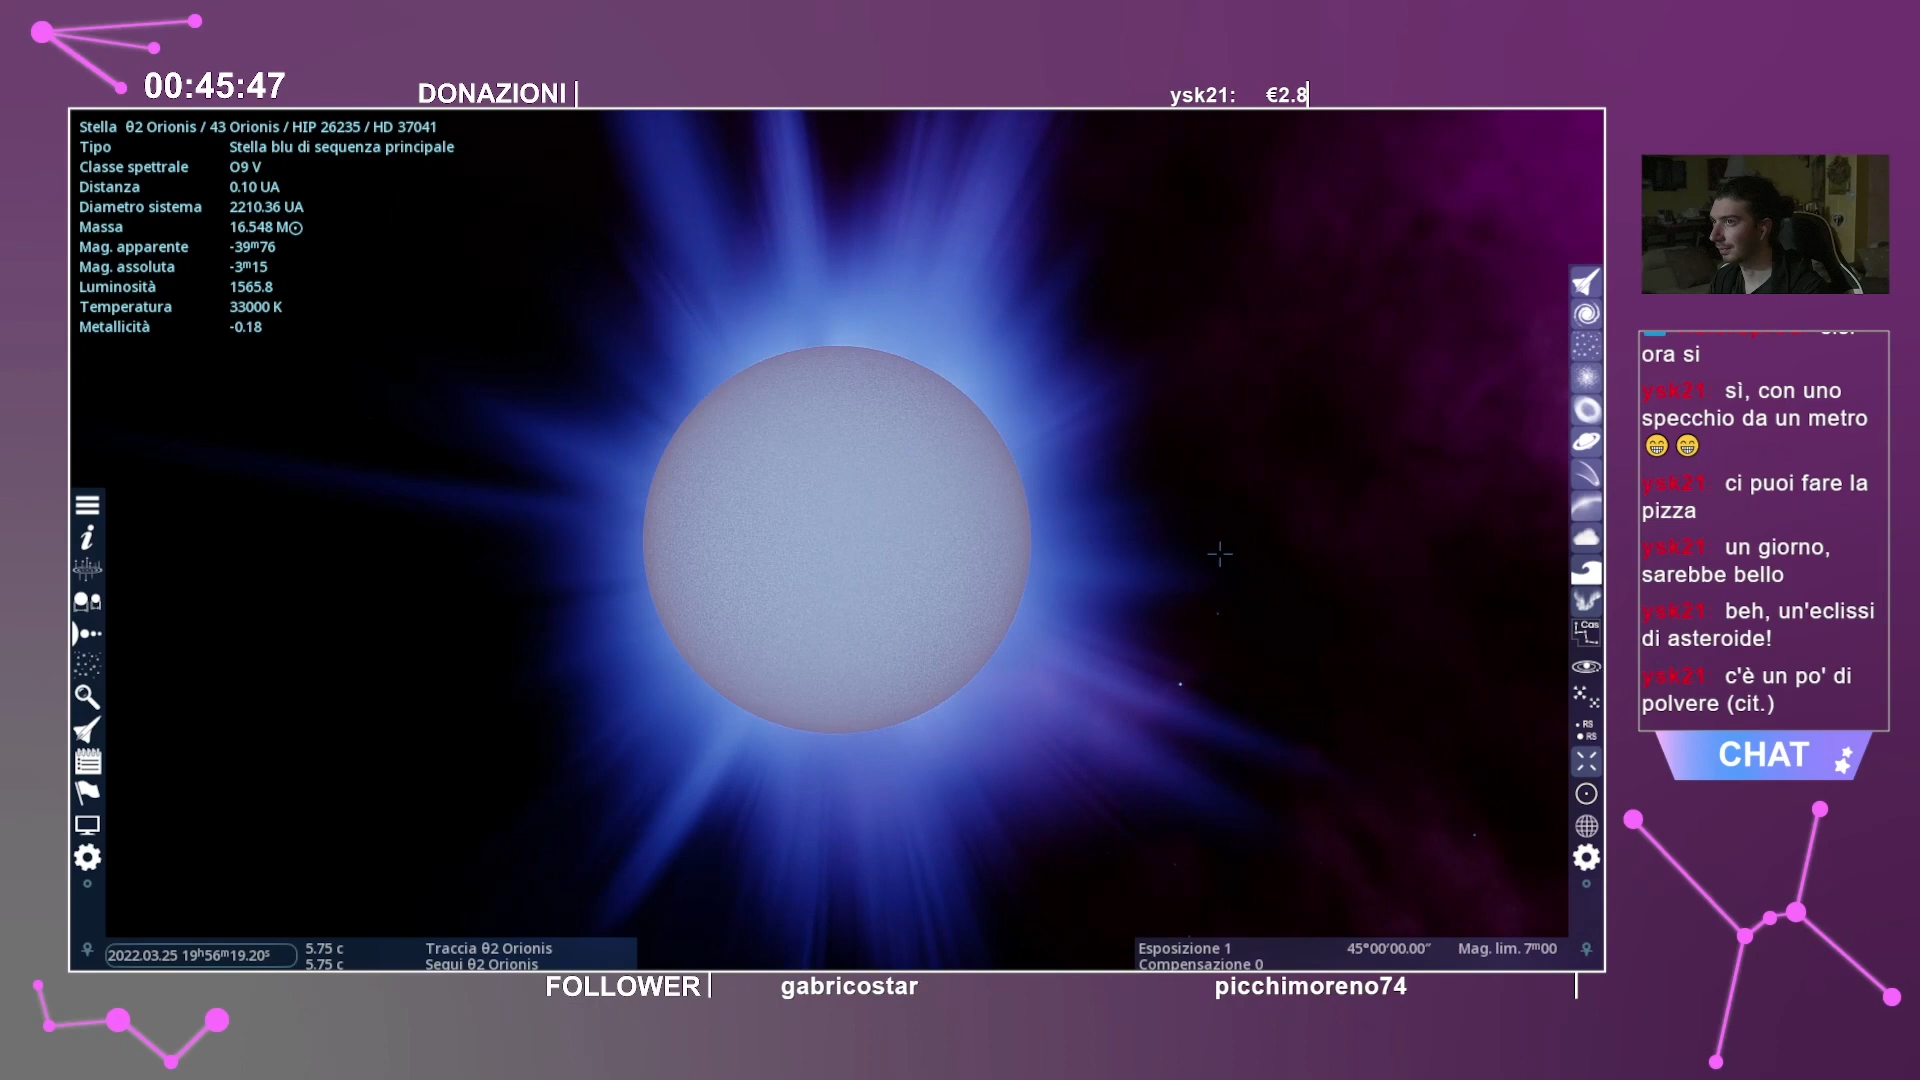 00:45:47
DONAZIONI
ysk21: €2.8
Stella θ2 Orionis / 43 Orionis / HIP 26235 / HD 37041
Tipo Stella blu di sequenza principale
Classe spettrale O9 V
Distanza 0.10 UA
Diametro sistema 2210.36 UA
Massa 16.548 M☉
Mag. apparente -39ᵐ76
Mag. assoluta -3ᵐ15
Luminosità 1565.8
Temperatura 33000 K
Metallicità -0.18
Cas
RS
RS
2022.03.25 19ʰ56ᵐ19.20ˢ
5.75 c
5.75 c
Traccia θ2 Orionis
Segui θ2 Orionis
Esposizione 1
Compensazione 0
45°00'00.00"
Mag. lim. 7ᵐ00
ora si
ysk21: sì, con uno
specchio da un metro
😁 😁
ysk21: ci puoi fare la
pizza
ysk21: un giorno,
sarebbe bello
ysk21: beh, un'eclissi
di asteroide!
ysk21: c'è un po' di
polvere (cit.)
CHAT
FOLLOWER
gabricostar
picchimoreno74